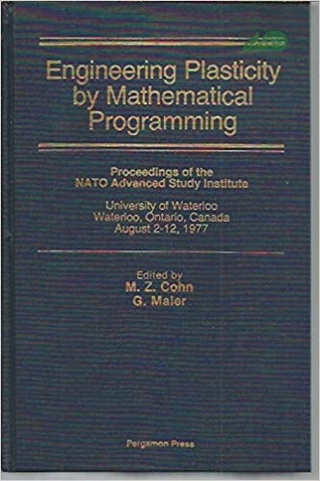 Engineering Plasticity
by Mathematical
Programming
Proceedings of the
NATO Advanced Study Institute
University of Waterloo
Waterloo, Ontario, Canada
August 2-12, 1977
Edited by
M. Z. Cohn
G. Maier
Pergamon Press